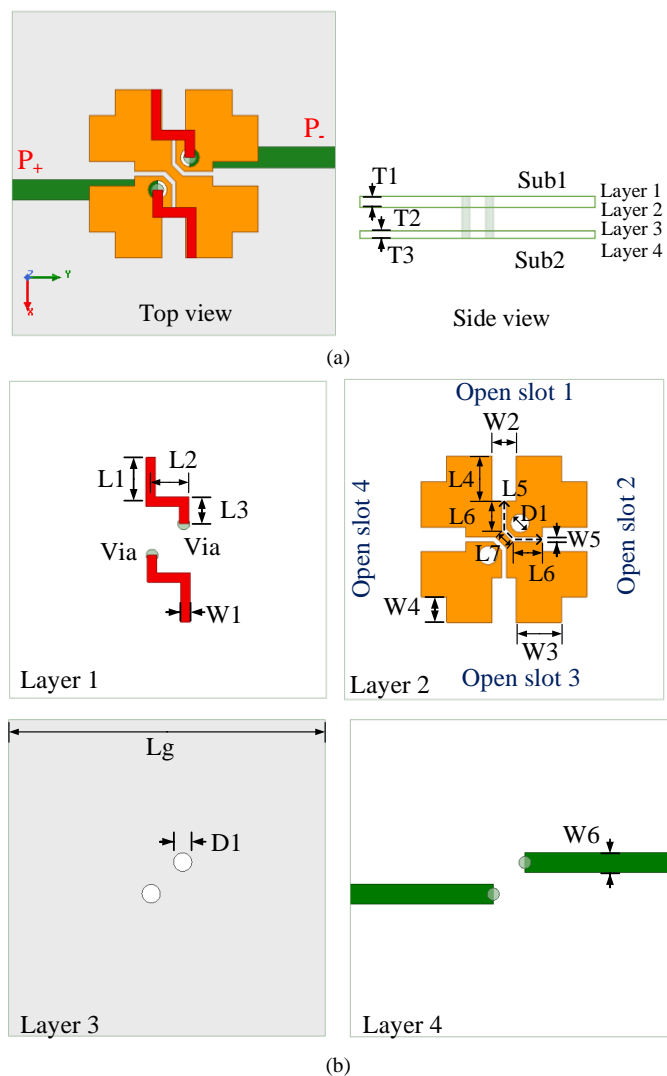 P+
P-
Z
Y
X
Top view
T1
T2
T3
Sub1
Sub2
Layer 1
Layer 2
Layer 3
Layer 4
Side view
(a)
L1
L2
L3
Via
Via
W1
Layer 1
Open slot 1
W2
L4
L5
L6
D1
L7
W5
L6
W4
W3
Open slot 4
Open slot 2
Open slot 3
Layer 2
Lg
D1
Layer 3
W6
Layer 4
(b)